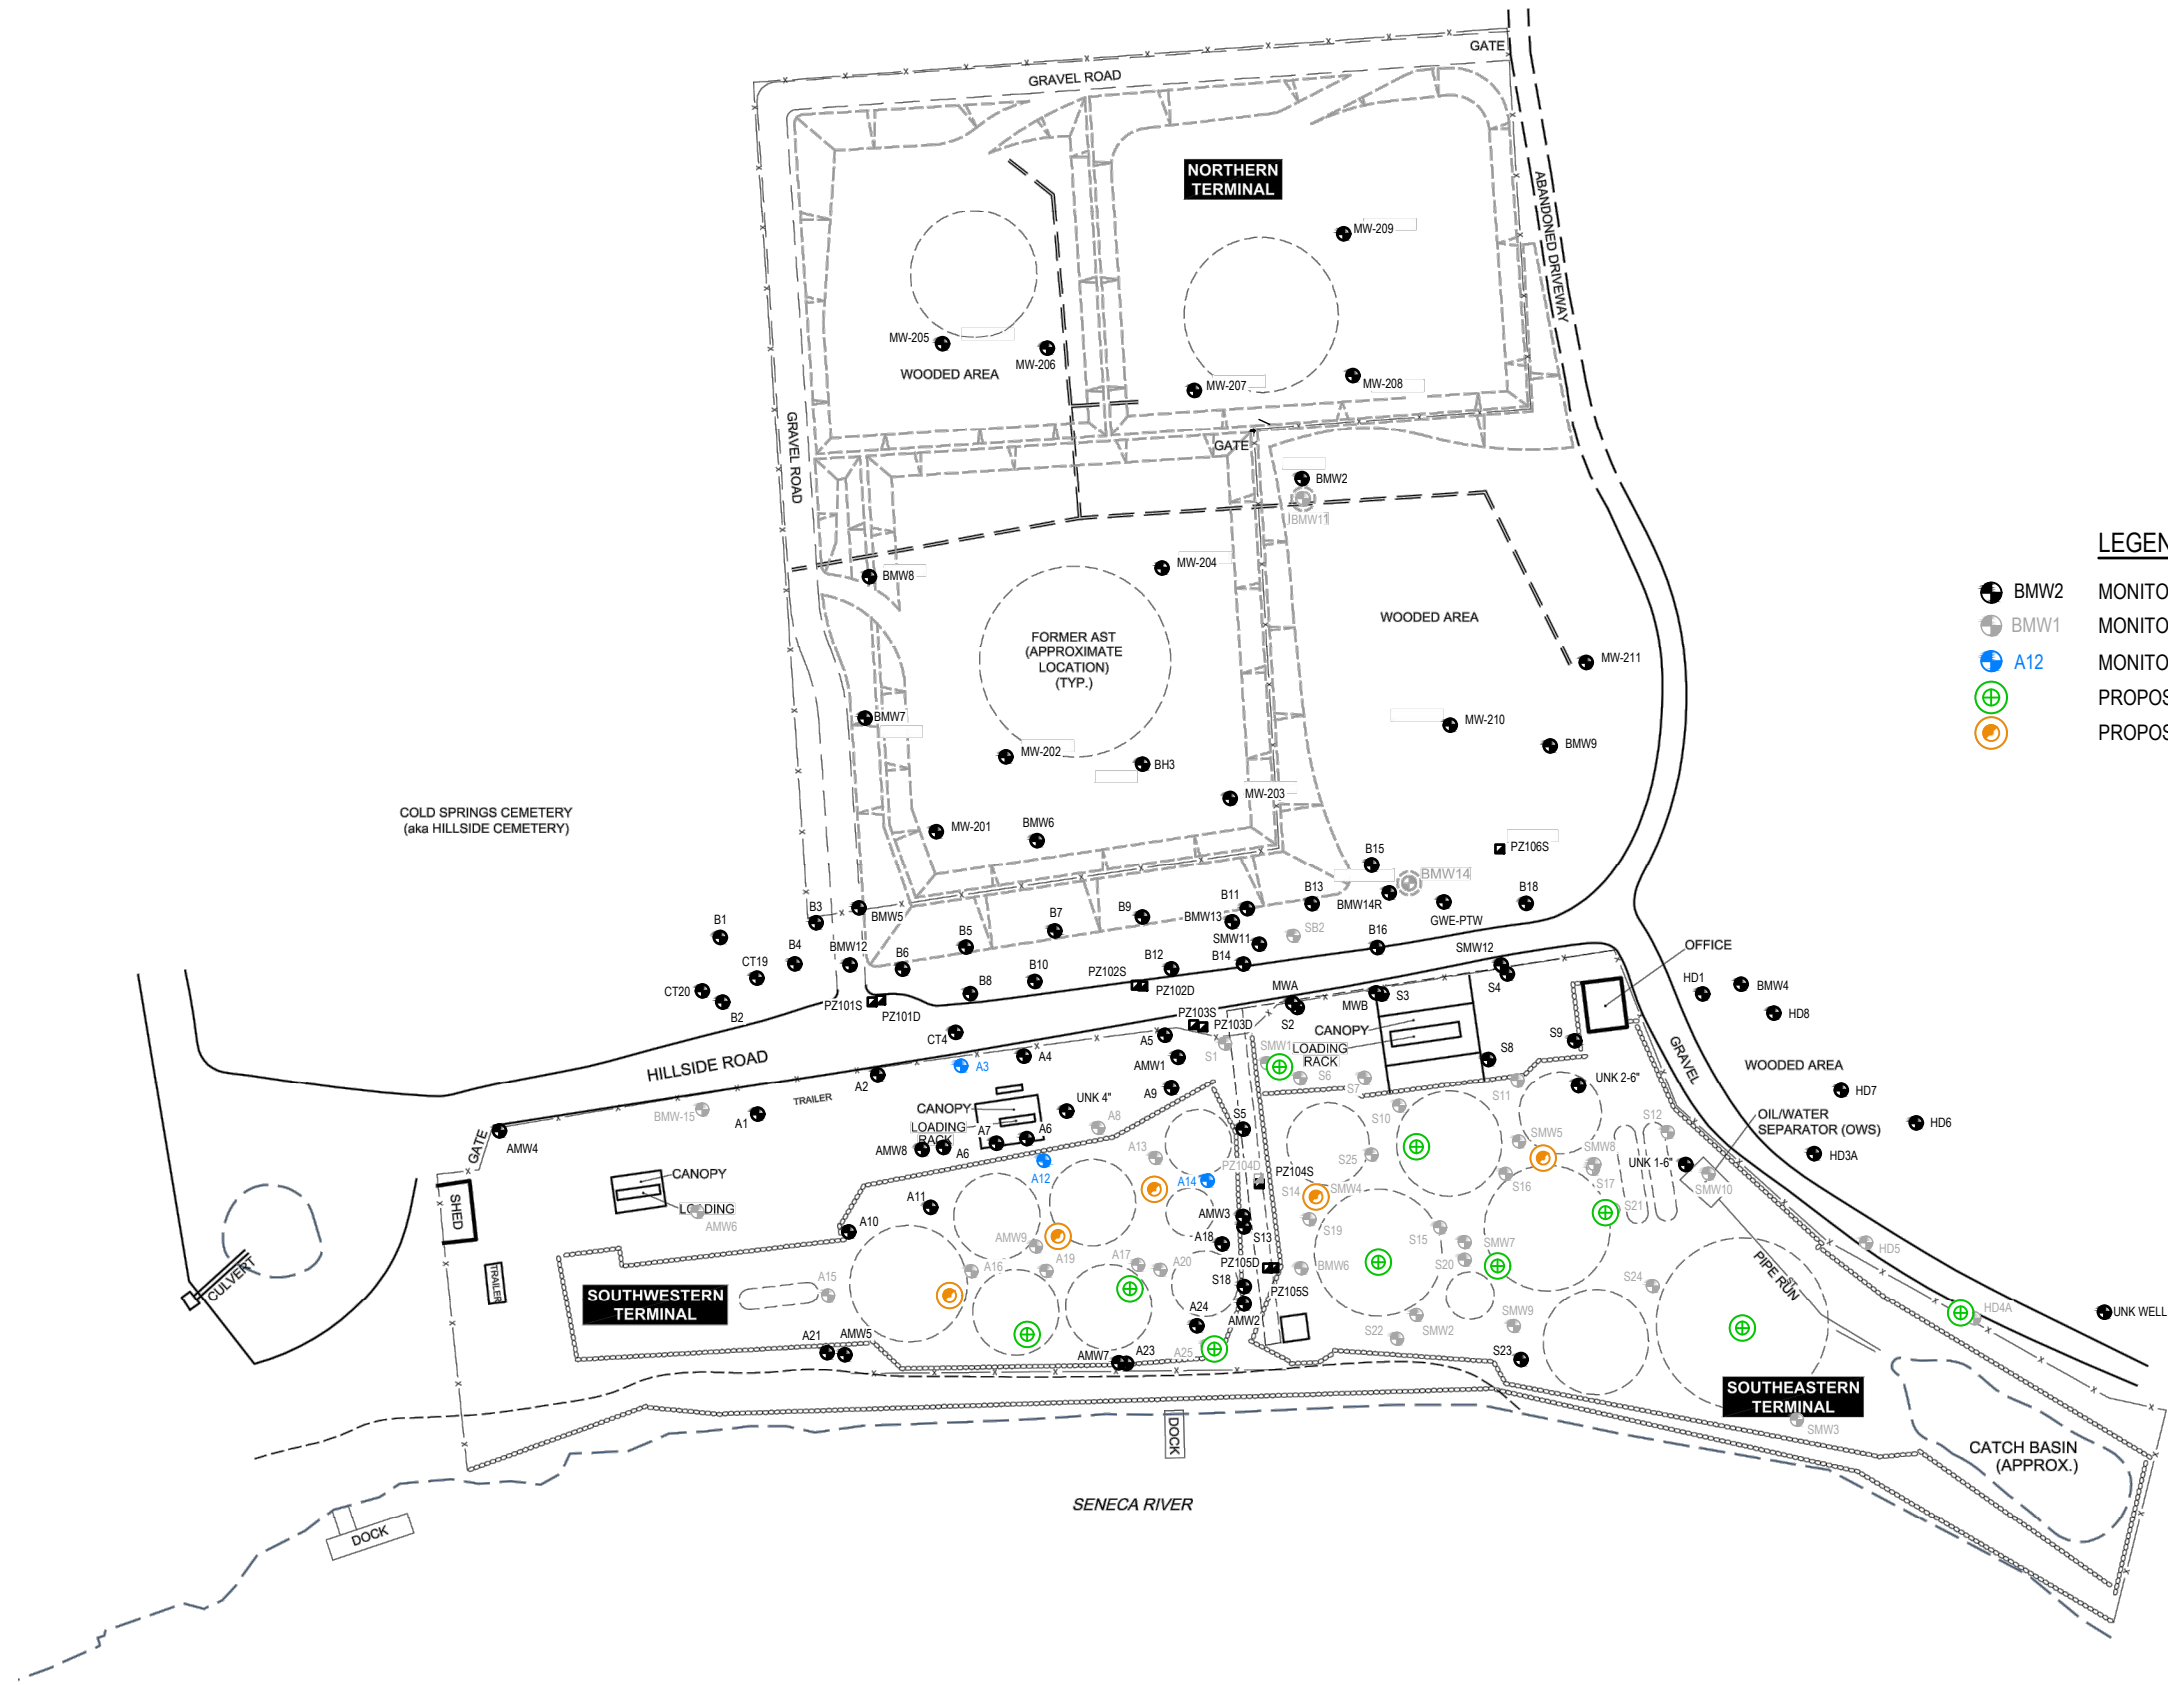 GATE
GRAVEL ROAD
NORTHERN
TERMINAL
ABANDONED DRIVEWAY
MW-209
MW-205
MW-206
WOODED AREA
MW-207
MW-208
GRAVEL ROAD
GATE
BMW2
BMW11
LEGEN
BMW2 MONITO
BMW1 MONITO
A12 MONITO
PROPOS
PROPOS
MW-204
BMW8
WOODED AREA
FORMER AST
(APPROXIMATE
LOCATION)
(TYP.)
MW-211
BMW7
MW-210
BMW9
MW-202
BH3
MW-203
COLD SPRINGS CEMETERY
(aka HILLSIDE CEMETERY)
MW-201
BMW6
PZ106S
B15
BMW14
BMW14R
GWE-PTW
B18
B1
B3
BMW5
B5
B7
B9
B11
BMW13
B13
SB2
SMW11
B16
SMW12
OFFICE
CT19
B4
BMW12
B6
B12
B14
CT20
B2
B8
B10
PZ102S
PZ102D
PZ101S
PZ101D
MWA
S2
MWB
S3
S4
HD1
BMW4
HD8
CT4
A5
PZ103S
PZ103D
CANOPY
S9
HILLSIDE ROAD
A3
A4
AMW1
S1
SMW1
LOADING
RACK
S8
GRAVEL
WOODED AREA
A2
S6
S7
UNK 2-6"
HD7
BMW-15
A1
TRAILER
CANOPY
UNK 4"
A9
S10
S11
OIL/WATER
SEPARATOR (OWS)
HD6
LOADING
RACK
A7
A6
A8
S5
SMW5
S12
GATE
AMW4
AMW8
A6
A13
PZ104D
PZ104S
S25
SMW8
UNK 1-6"
HD3A
CANOPY
A12
A14
S14
SMW4
S16
S17
SMW10
SHED
LOADING
AMW6
A11
AMW3
S19
S15
S21
A10
AMW9
A18
S13
SMW7
HD5
CULVERT
TRAILER
A15
A16
A19
A17
A20
PZ105D
S18
PZ105S
BMW6
S20
S24
PIPE RUN
ST
SOUTHWESTERN
TERMINAL
A24
AMW2
S22
SMW2
SMW9
HD4A
UNK WELL
A21
AMW5
AMW7
A23
A25
S23
SOUTHEASTERN
TERMINAL
SMW3
DOCK
CATCH BASIN
(APPROX.)
SENECA RIVER
DOCK